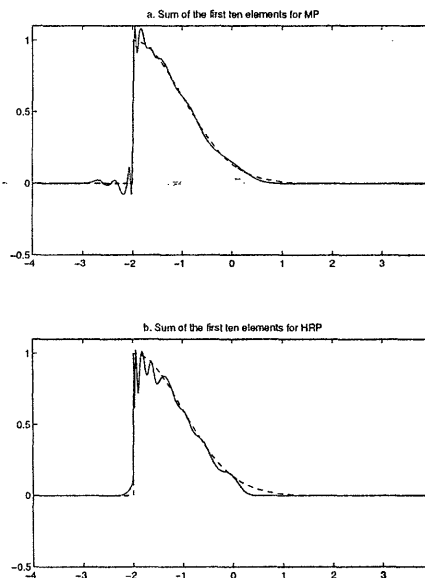 a. Sum of the first ten elements for MP
1
0.5
0
-0.5
-4 -3 -2 -1 0 1 2 3
b. Sum of the first ten elements for HRP
1
0.5
0
-0.5
-4 -3 -2 -1 0 1 2 3